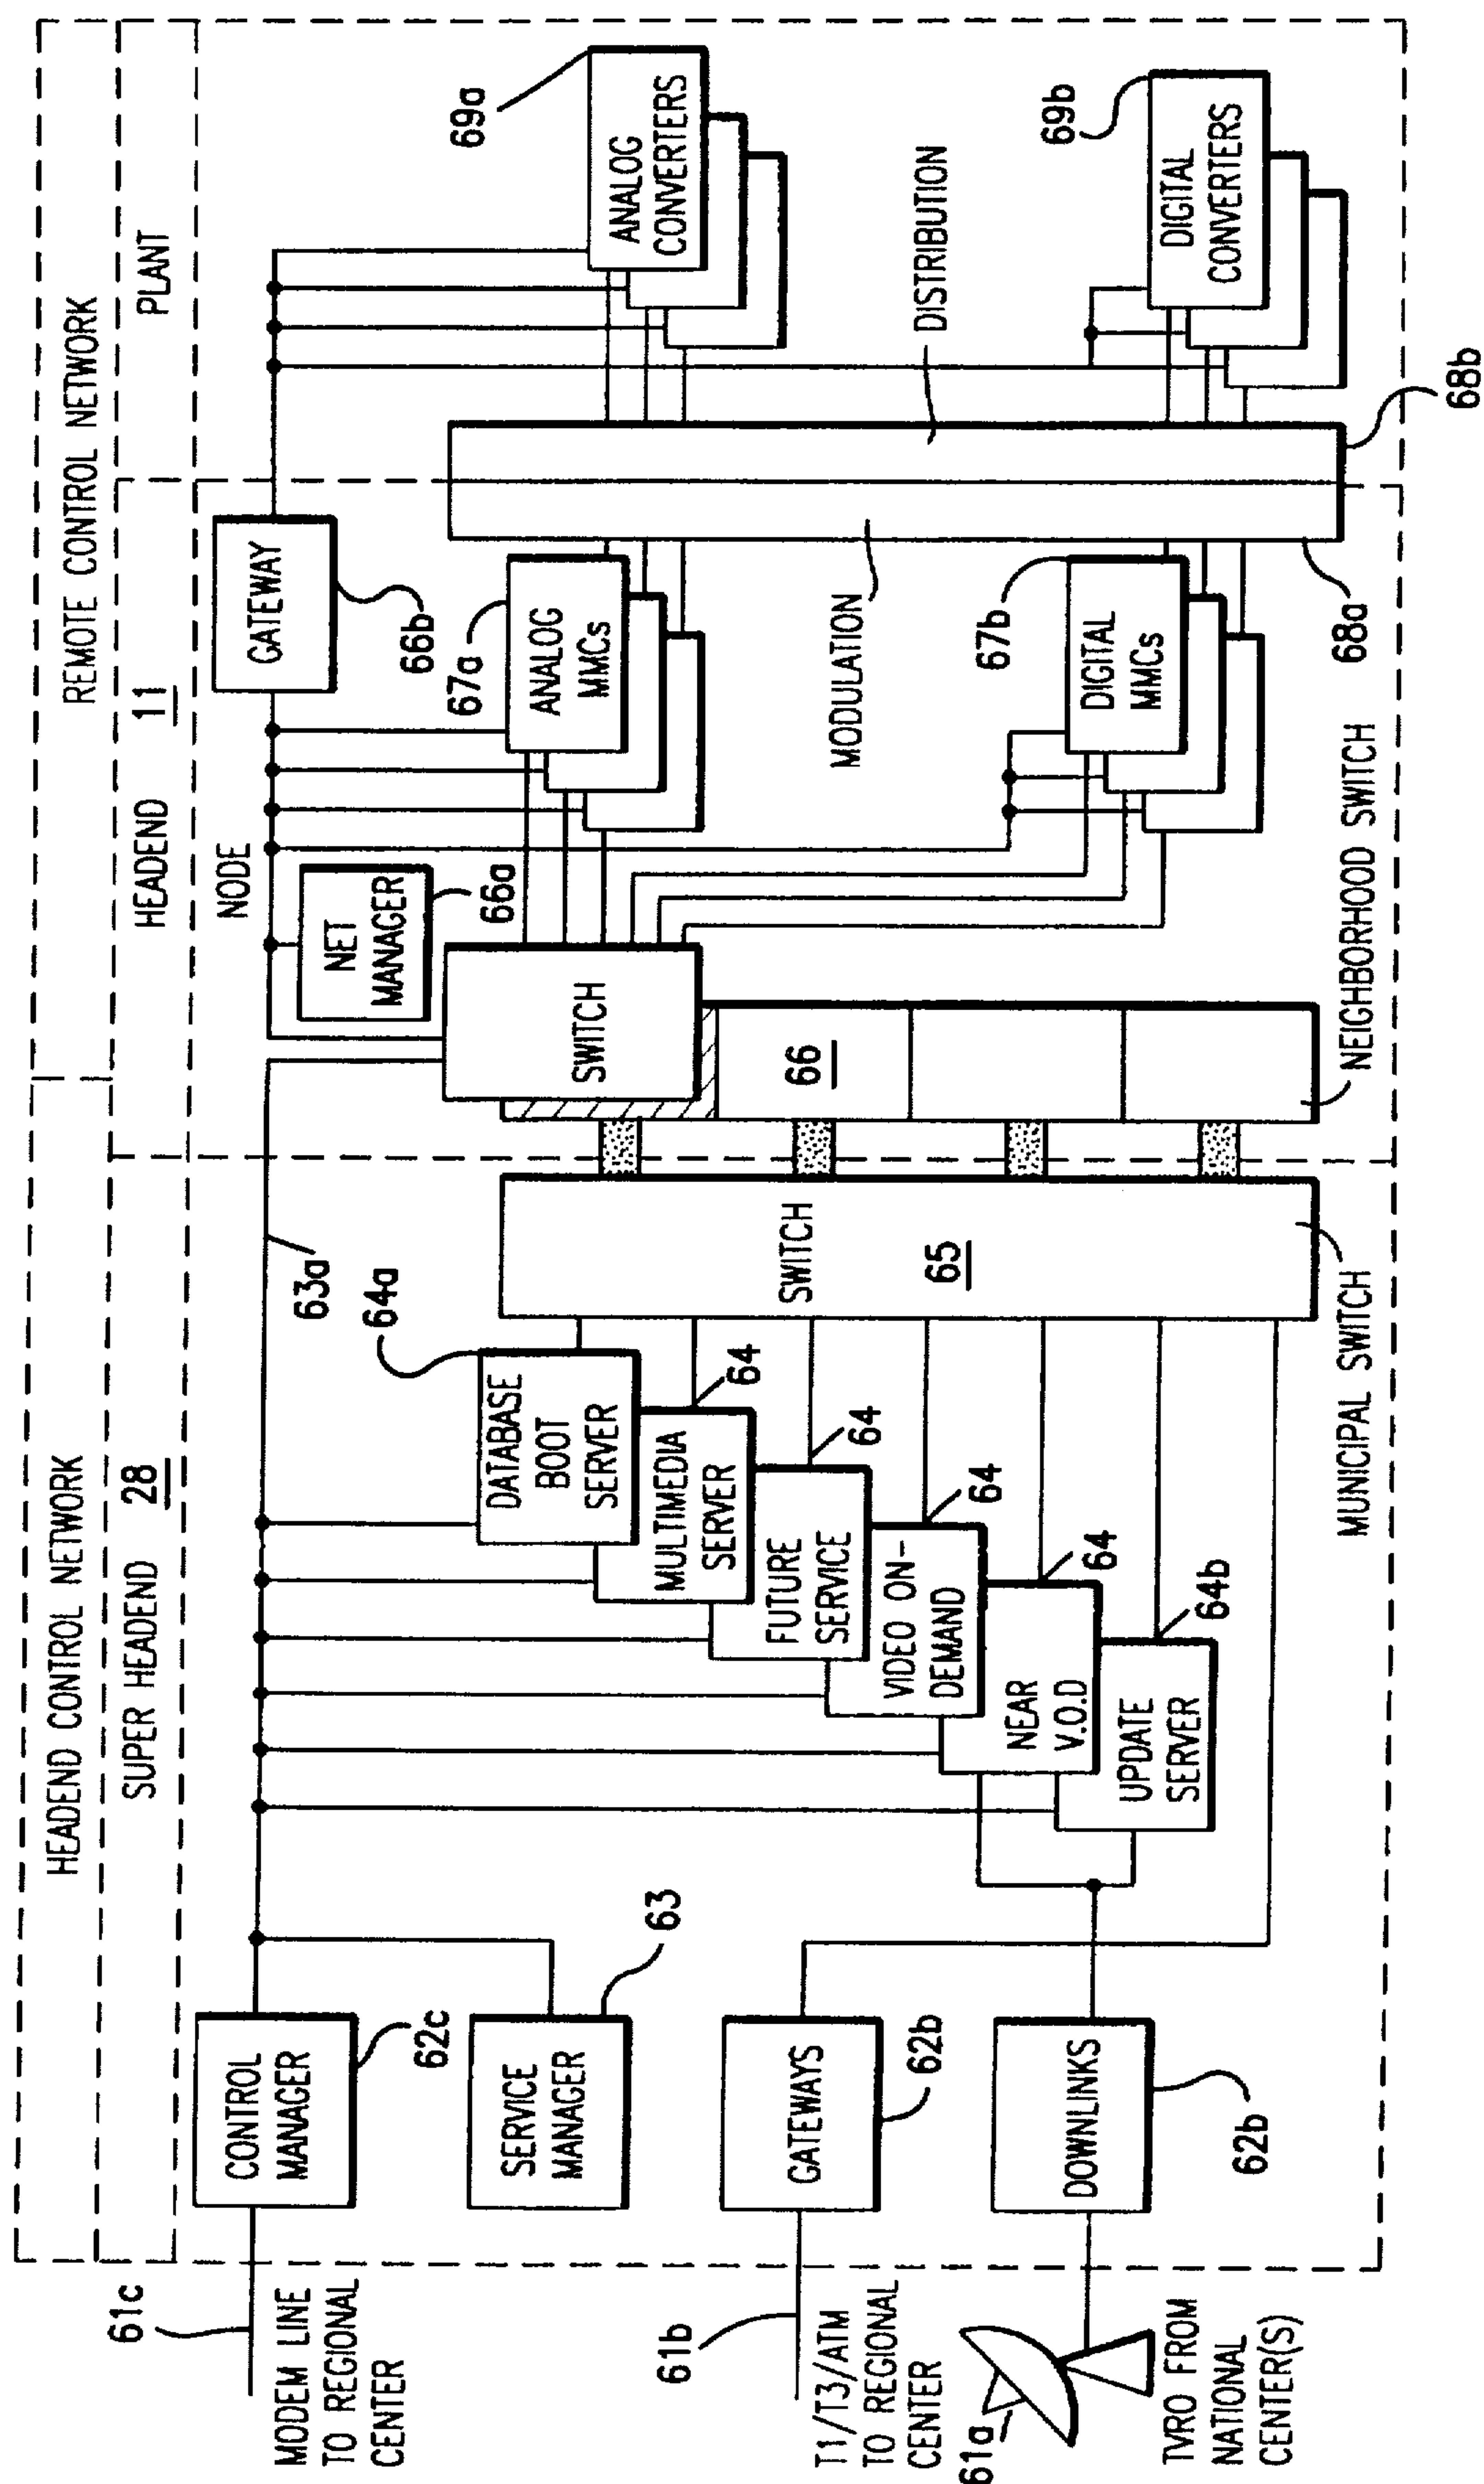 HEADEND CONTROL NETWORK
REMOTE CONTROL NETWORK
SUPER HEADEND 28
HEADEND 11
PLANT
NODE
61c
MODEM LINE
TO REGIONAL
CENTER
CONTROL
MANAGER
62c
SERVICE
MANAGER
63
61b
T1/T3/ATM
TO REGIONAL
CENTER
GATEWAYS
62b
61a
TVRO FROM
NATIONAL
CENTER(S)
DOWNLINKS
62b
63a
64a
DATABASE
BOOT
SERVER
MULTIMEDIA
SERVER
64
FUTURE
SERVICE
64
VIDEO ON-
DEMAND
64
NEAR
V.O.D
64
UPDATE
SERVER
64b
SWITCH
65
MUNICIPAL SWITCH
SWITCH
66
NEIGHBORHOOD SWITCH
NET
MANAGER
66a
GATEWAY
66b
67a
ANALOG
MMCs
67b
DIGITAL
MMCs
MODULATION
68a
DISTRIBUTION
68b
69a
ANALOG
CONVERTERS
69b
DIGITAL
CONVERTERS